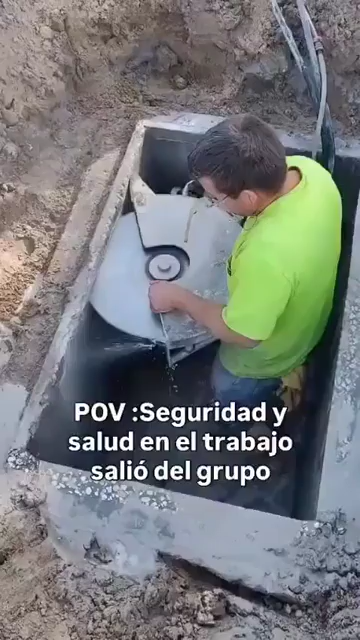 POV :Seguridad y
salud en el trabajo
salió del grupo